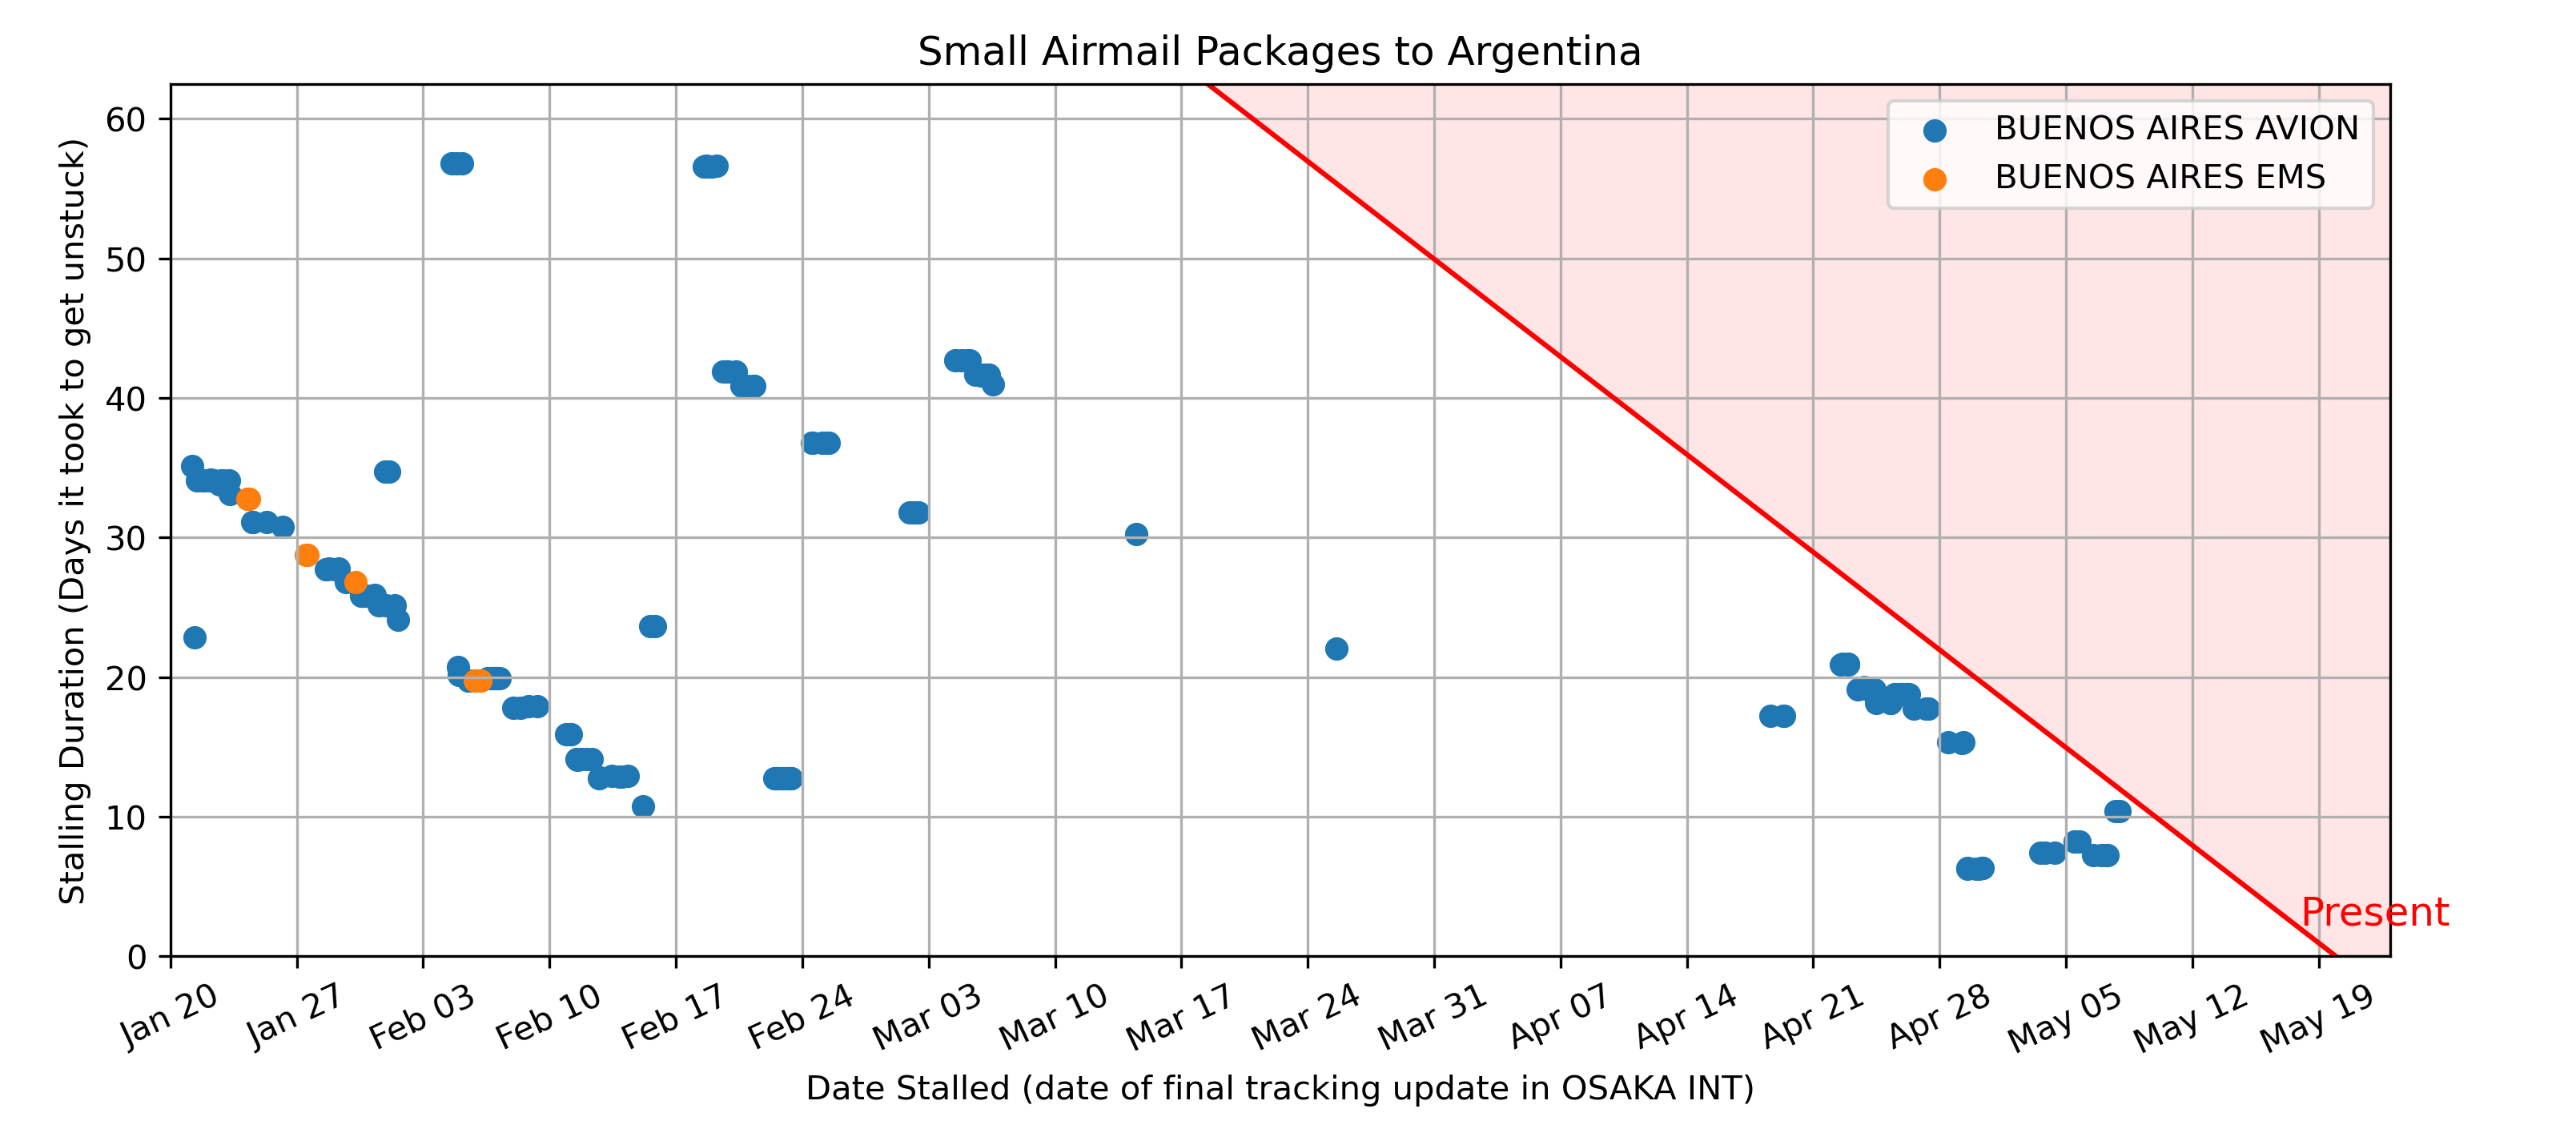 Small Airmail Packages to Argentina
BUENOS AIRES AVION
BUENOS AIRES EMS
Stalling Duration (Days it took to get unstuck)
60
50
40
30
20
10
0
Present
Jan 20
Jan 27
Feb 03
Feb 10
Feb 17
Feb 24
Mar 03
Mar 10
Mar 17
Mar 24
Mar 31
Apr 07
Apr 14
Apr 21
Apr 28
May 05
May 12
May 19
Date Stalled (date of final tracking update in OSAKA INT)